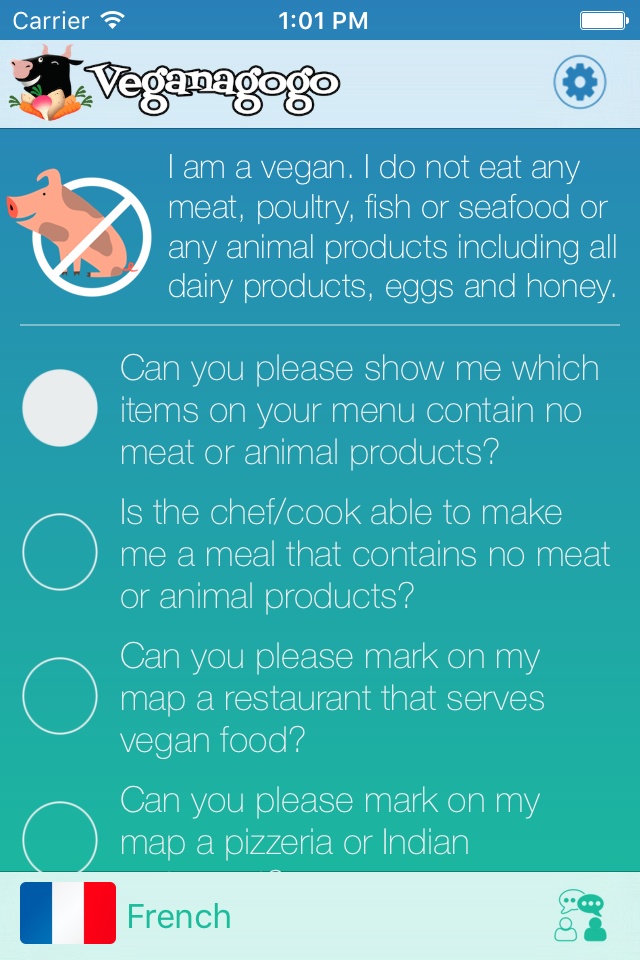 Carrier 1:01 PM
Veganagogo
I am a vegan. I do not eat any
meat, poultry, fish or seafood or
any animal products including all
dairy products, eggs and honey.
Can you please show me which
items on your menu contain no
meat or animal products?
Is the chef/cook able to make
me a meal that contains no meat
or animal products?
Can you please mark on my
map a restaurant that serves
vegan food?
Can you please mark on my
map a pizzeria or Indian
French